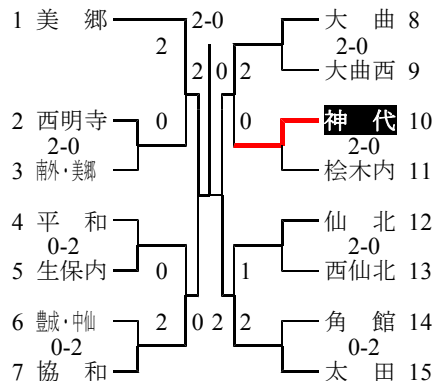 1 美 郷
2
2 西明寺
2-0
3 南外・美郷
0
4 平 和
0-2
5 生保内
0
6 豊成・中仙
0-2
7 協 和
2
2-0
2 0
0 2
大 曲 8
2-0
大曲西 9
2
神 代 10
2-0
桧木内 11
0
仙 北 12
2-0
西仙北 13
1
角 館 14
0-2
太 田 15
2